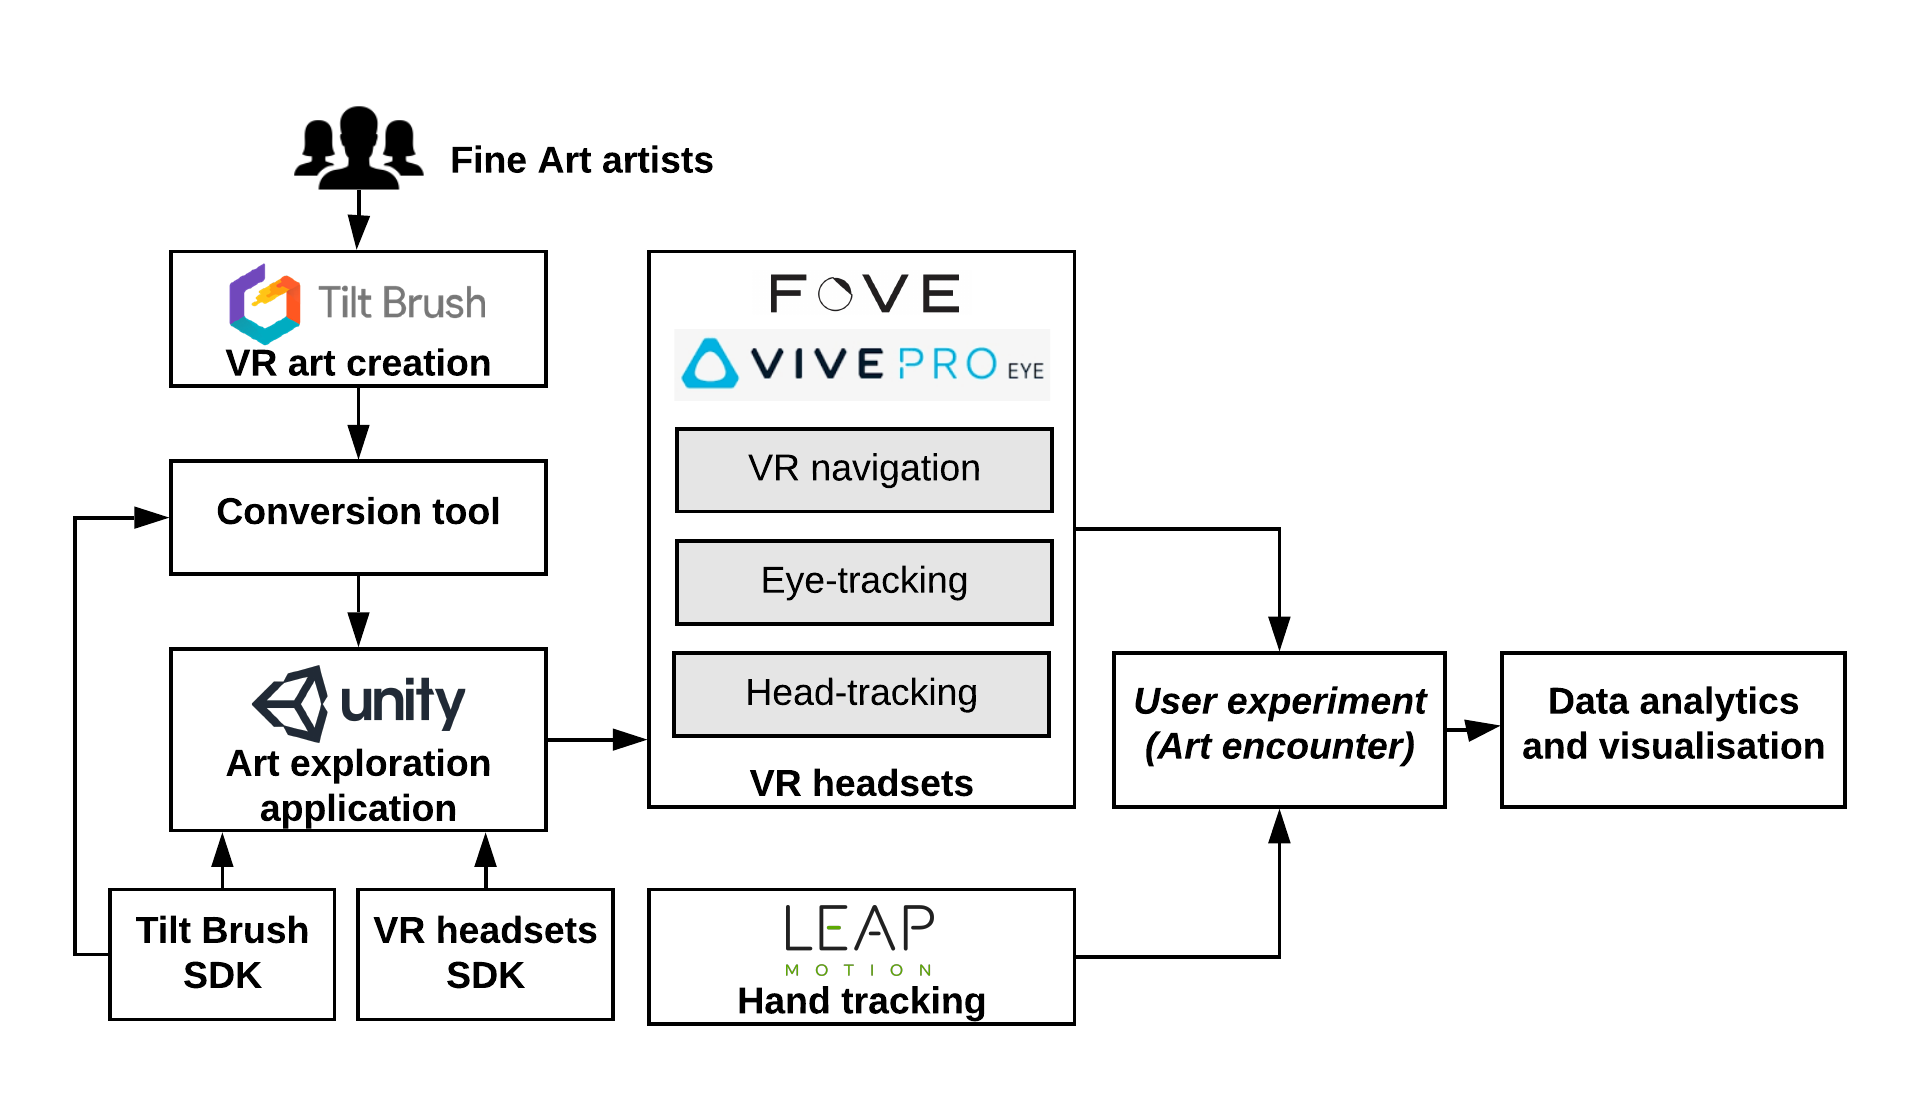 Fine Art artists
Tilt Brush
VR art creation
Conversion tool
unity
Art exploration
application
Tilt Brush
SDK
VR headsets
SDK
FOVE
VIVE PRO EYE
VR navigation
Eye-tracking
Head-tracking
VR headsets
LEAP
MOTION
Hand tracking
User experiment
(Art encounter)
Data analytics
and visualisation